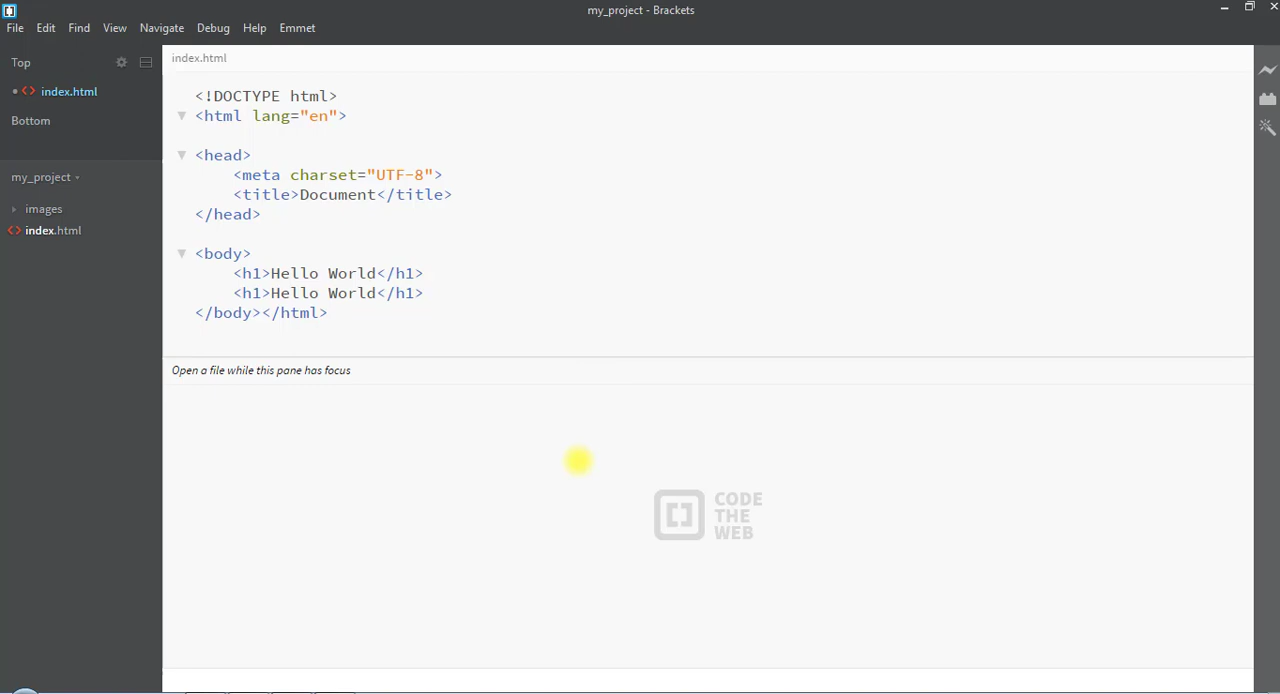 my_project - Brackets
File Edit Find View Navigate Debug Help Emmet
Top
index.html
Bottom
my_project
images
index.html
index.html
<!DOCTYPE html>
<html lang="en">
<head>
<meta charset="UTF-8">
<title>Document</title>
</head>
<body>
<h1>Hello World</h1>
<h1>Hello World</h1>
</body></html>
Open a file while this pane has focus
CODE
THE
WEB